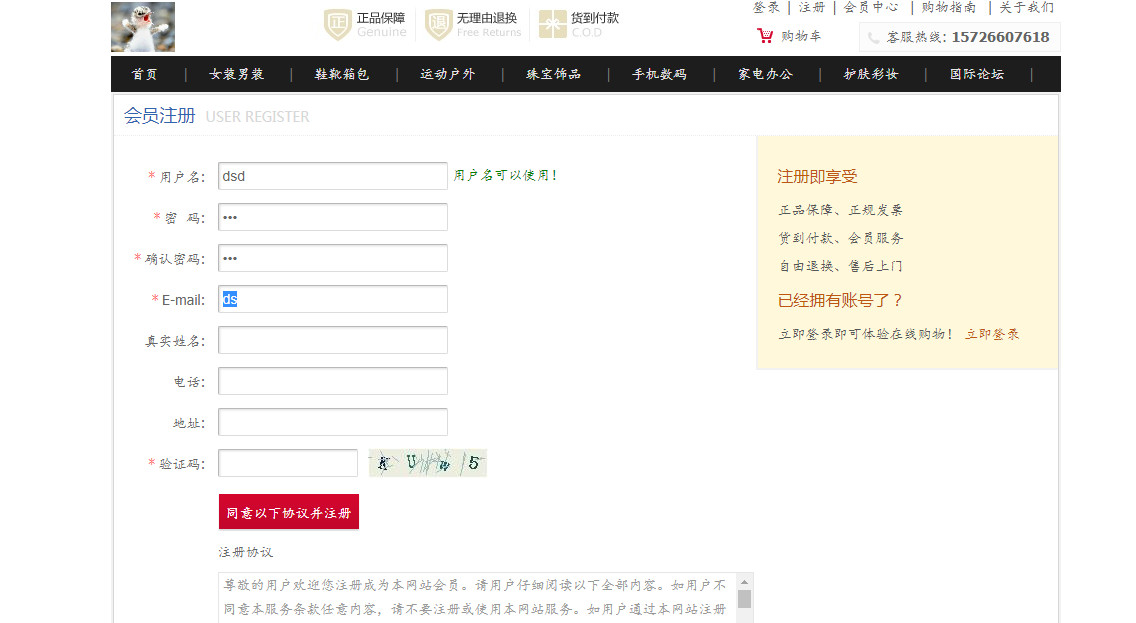 登录 | 注册 | 会员中心 | 购物指南 | 关于我们
正 正品保障 Genuine
退 无理由退换 Free Returns
货到付款 C.O.D
购物车
客服热线: 15726607618
首页 | 女装男装 | 鞋靴箱包 | 运动户外 | 珠宝饰品 | 手机数码 | 家电办公 | 护肤彩妆 | 国际论坛 |
会员注册 USER REGISTER
* 用户名: dsd 用户名可以使用!
* 密 码: •••
* 确认密码: •••
* E-mail: ds
真实姓名:
电话:
地址:
* 验证码:
同意以下协议并注册
注册协议
尊敬的用户欢迎您注册成为本网站会员。请用户仔细阅读以下全部内容。如用户不
同意本服务条款任意内容，请不要注册或使用本网站服务。如用户通过本网站注册
注册即享受
正品保障、正规发票
货到付款、会员服务
自由退换、售后上门
已经拥有账号了？
立即登录即可体验在线购物! 立即登录